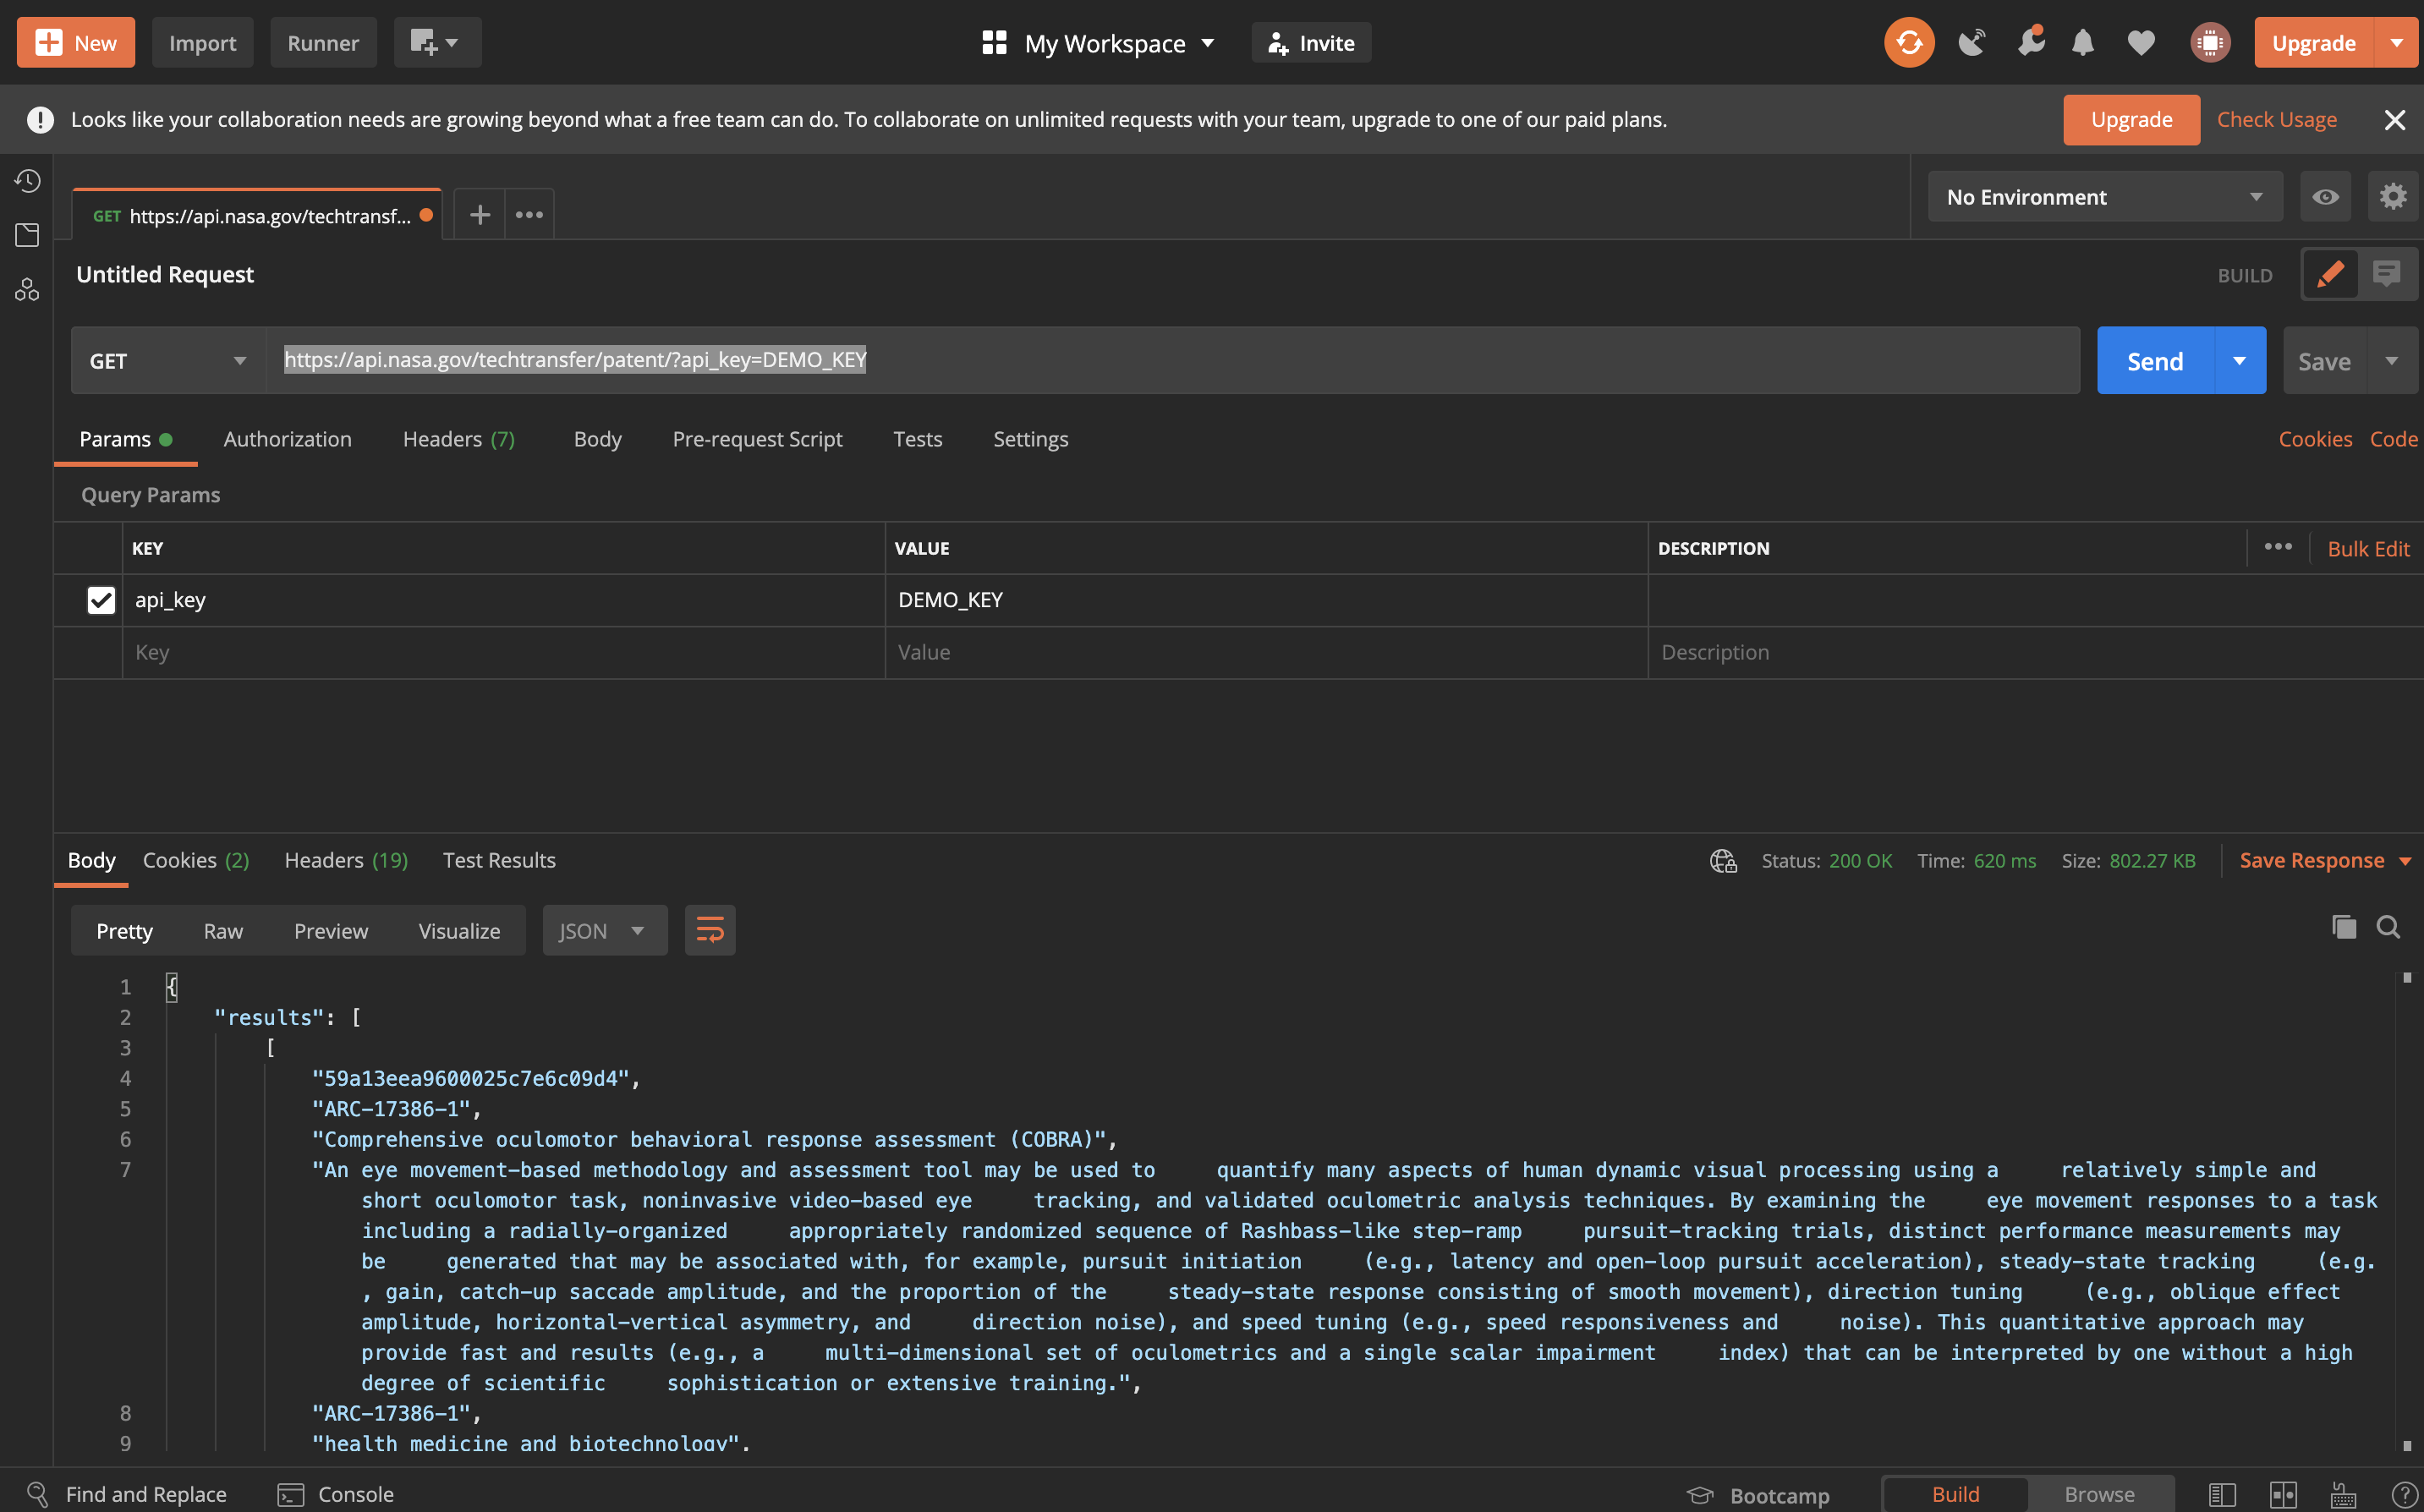 New Import Runner My Workspace Invite Upgrade
Looks like your collaboration needs are growing beyond what a free team can do. To collaborate on unlimited requests with your team, upgrade to one of our paid plans. Upgrade Check Usage
GET https://api.nasa.gov/techtransf... No Environment
Untitled Request BUILD
GET https://api.nasa.gov/techtransfer/patent/?api_key=DEMO_KEY Send Save
Params Authorization Headers (7) Body Pre-request Script Tests Settings Cookies Code
Query Params
KEY VALUE DESCRIPTION Bulk Edit
api_key DEMO_KEY
Key Value Description
Body Cookies (2) Headers (19) Test Results Status: 200 OK Time: 620 ms Size: 802.27 KB Save Response
Pretty Raw Preview Visualize JSON
1 {
2 "results": [
3 [
4 "59a13eea9600025c7e6c09d4",
5 "ARC-17386-1",
6 "Comprehensive oculomotor behavioral response assessment (COBRA)",
7 "An eye movement-based methodology and assessment tool may be used to quantify many aspects of human dynamic visual processing using a relatively simple and
short oculomotor task, noninvasive video-based eye tracking, and validated oculometric analysis techniques. By examining the eye movement responses to a task
including a radially-organized appropriately randomized sequence of Rashbass-like step-ramp pursuit-tracking trials, distinct performance measurements may
be generated that may be associated with, for example, pursuit initiation (e.g., latency and open-loop pursuit acceleration), steady-state tracking (e.g.
, gain, catch-up saccade amplitude, and the proportion of the steady-state response consisting of smooth movement), direction tuning (e.g., oblique effect
amplitude, horizontal-vertical asymmetry, and direction noise), and speed tuning (e.g., speed responsiveness and noise). This quantitative approach may
provide fast and results (e.g., a multi-dimensional set of oculometrics and a single scalar impairment index) that can be interpreted by one without a high
degree of scientific sophistication or extensive training.",
8 "ARC-17386-1",
9 "health medicine and biotechnology",
Find and Replace Console Bootcamp Build Browse